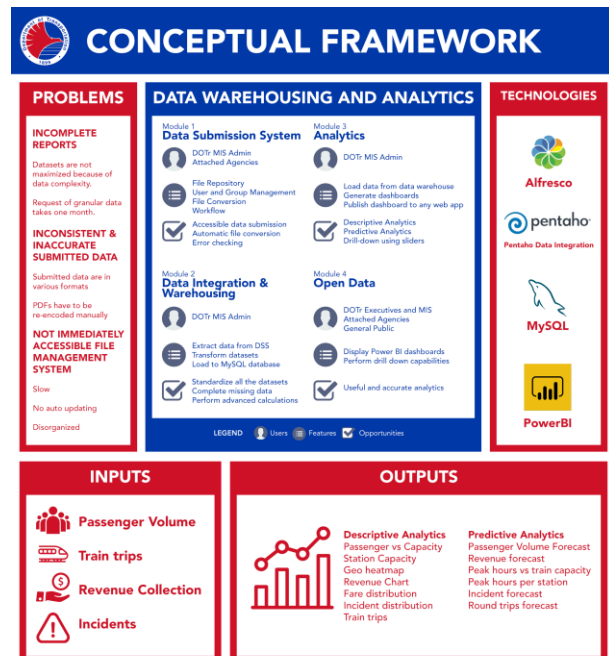 CONCEPTUAL FRAMEWORK
PROBLEMS
INCOMPLETE
REPORTS
Datasets are not
maximized because of
data complexity.
Request of granular data
takes one month.
INCONSISTENT &
INACCURATE
SUBMITTED DATA
Submitted data are in
various formats
PDFs have to be
re-encoded manually
NOT IMMEDIATELY
ACCESSIBLE FILE
MANAGEMENT
SYSTEM
Slow
No auto updating
Disorganized
DATA WAREHOUSING AND ANALYTICS
Module 1
Data Submission System
DOTr MIS Admin
Attached Agencies
File Repository
User and Group Management
File Conversion
Workflow
Accessible data submission
Automatic file conversion
Error checking
Module 2
Data Integration &
Warehousing
DOTr MIS Admin
Extract data from DSS
Transform datasets
Load to MySQL database
Standardize all the datasets
Complete missing data
Perform advanced calculations
Module 3
Analytics
DOTr MIS Admin
Load data from data warehouse
Generate dashboards
Publish dashboard to any web app
Descriptive Analytics
Predictive Analytics
Drill-down using sliders
Module 4
Open Data
DOTr Executives and MIS
Attached Agencies
General Public
Display Power BI dashboards
Perform drill down capabilities
Useful and accurate analytics
LEGEND Users Features Opportunities
TECHNOLOGIES
Alfresco
pentaho
Pentaho Data Integration
MySQL
PowerBI
INPUTS
Passenger Volume
Train trips
Revenue Collection
Incidents
OUTPUTS
Descriptive Analytics
Passenger vs Capacity
Station Capacity
Geo heatmap
Revenue Chart
Fare distribution
Incident distribution
Train trips
Predictive Analytics
Passenger Volume Forecast
Revenue forecast
Peak hours vs train capacity
Peak hours per station
Incident forecast
Round trips forecast